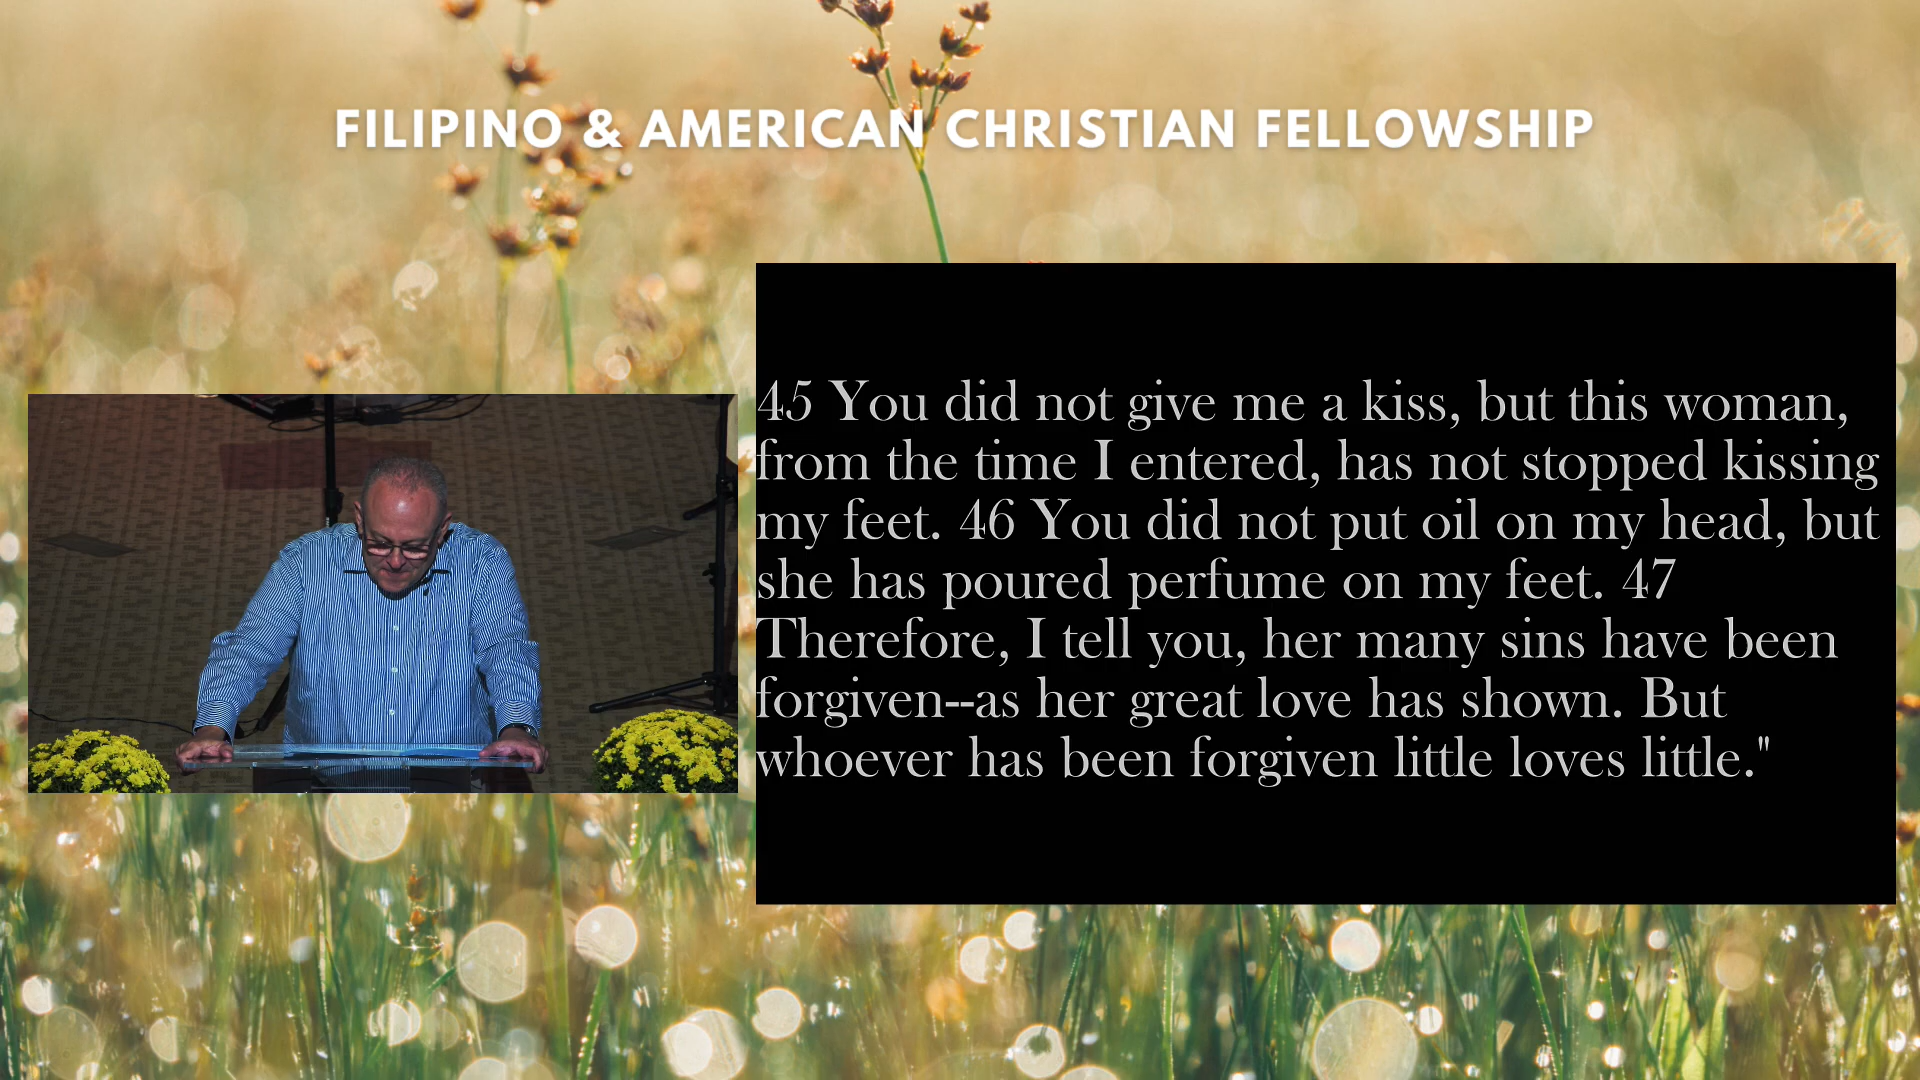 FILIPINO & AMERICAN CHRISTIAN FELLOWSHIP
45 You did not give me a kiss, but this woman,
from the time I entered, has not stopped kissing
my feet. 46 You did not put oil on my head, but
she has poured perfume on my feet. 47
Therefore, I tell you, her many sins have been
forgiven--as her great love has shown. But
whoever has been forgiven little loves little."